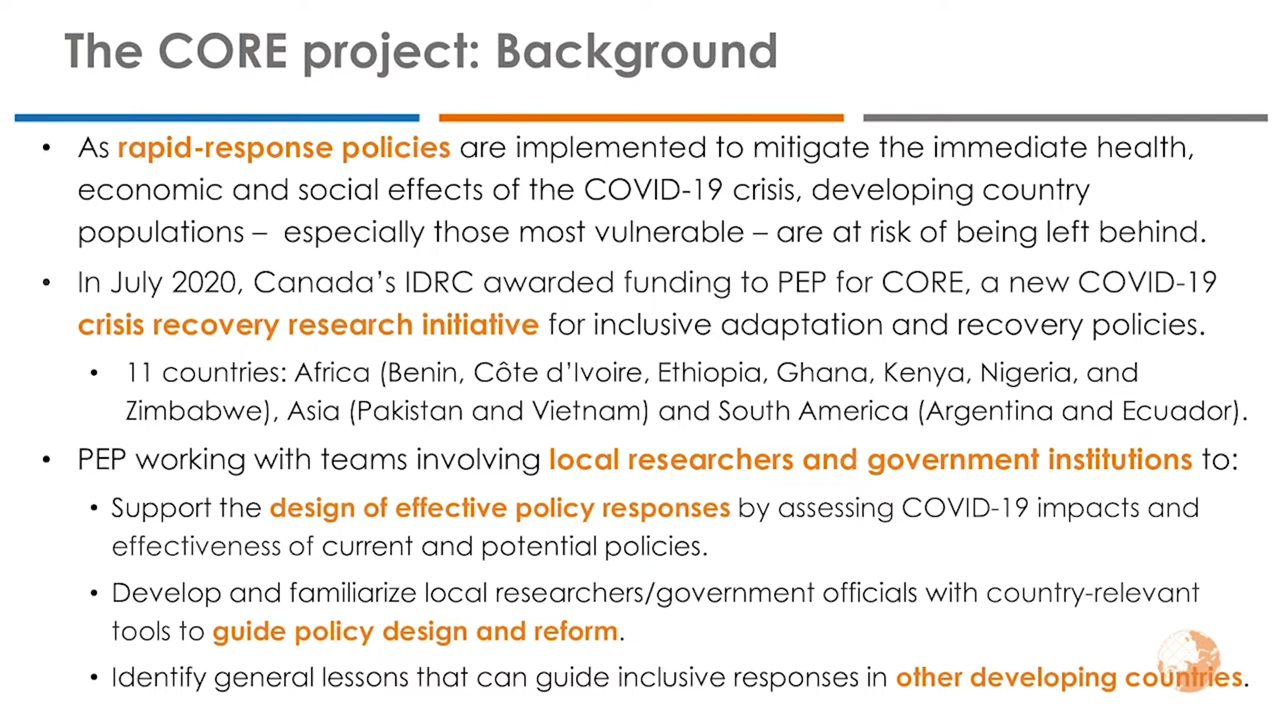 The CORE project: Background
• As rapid-response policies are implemented to mitigate the immediate health,
economic and social effects of the COVID-19 crisis, developing country
populations – especially those most vulnerable – are at risk of being left behind.
• In July 2020, Canada’s IDRC awarded funding to PEP for CORE, a new COVID-19
crisis recovery research initiative for inclusive adaptation and recovery policies.
• 11 countries: Africa (Benin, Côte d’Ivoire, Ethiopia, Ghana, Kenya, Nigeria, and
Zimbabwe), Asia (Pakistan and Vietnam) and South America (Argentina and Ecuador).
• PEP working with teams involving local researchers and government institutions to:
• Support the design of effective policy responses by assessing COVID-19 impacts and
effectiveness of current and potential policies.
• Develop and familiarize local researchers/government officials with country-relevant
tools to guide policy design and reform.
• Identify general lessons that can guide inclusive responses in other developing countries.